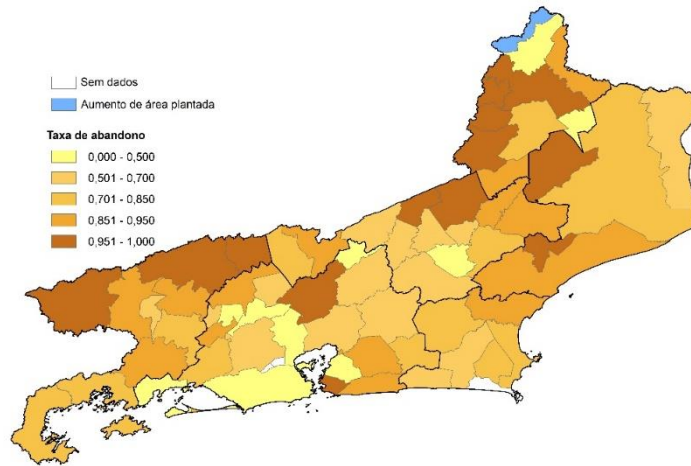 Sem dados
Aumento de área plantada
Taxa de abandono
0,000 - 0,500
0,501 - 0,700
0,701 - 0,850
0,851 - 0,950
0,951 - 1,000